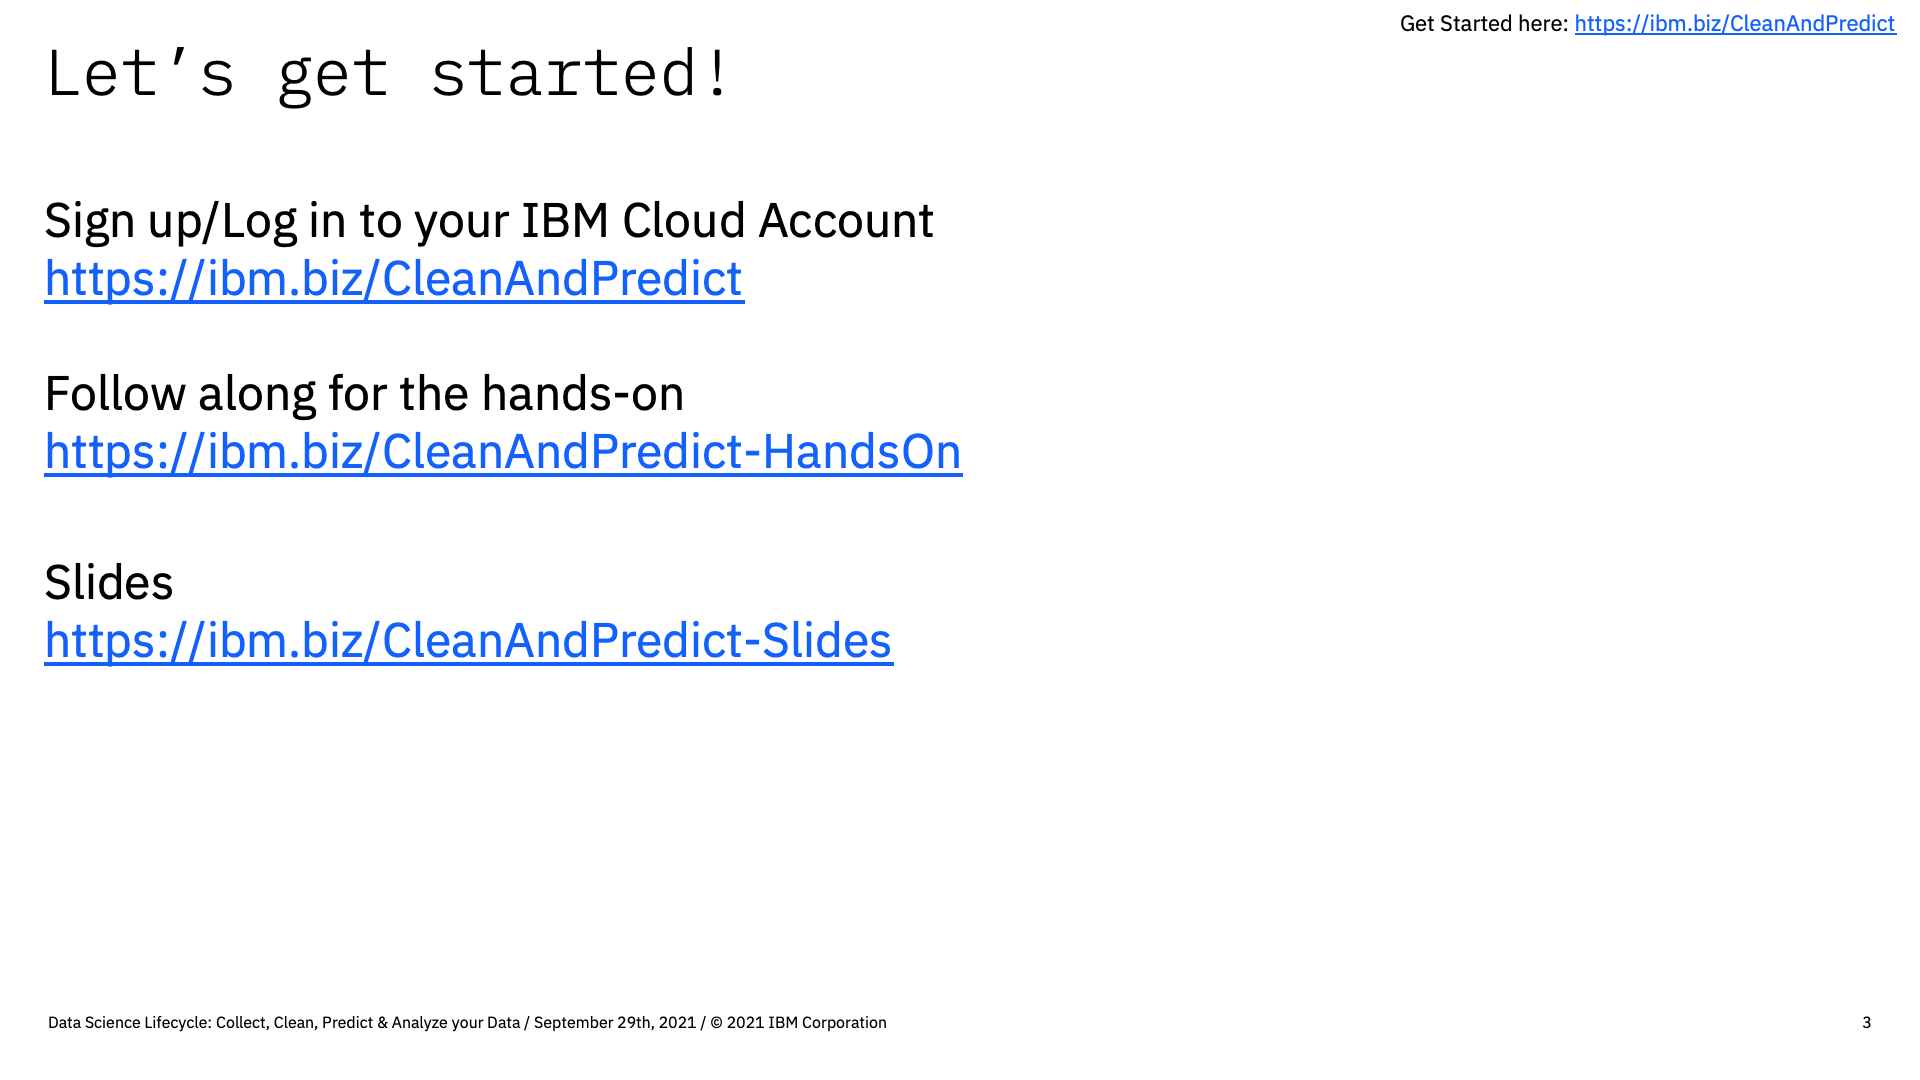 Get Started here: https://ibm.biz/CleanAndPredict
Let’s get started!
Sign up/Log in to your IBM Cloud Account
https://ibm.biz/CleanAndPredict
Follow along for the hands-on
https://ibm.biz/CleanAndPredict-HandsOn
Slides
https://ibm.biz/CleanAndPredict-Slides
Data Science Lifecycle: Collect, Clean, Predict & Analyze your Data / September 29th, 2021 / © 2021 IBM Corporation
3